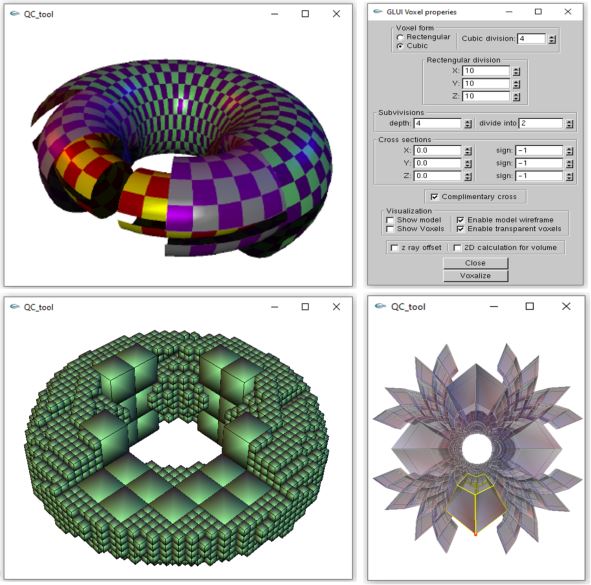 QC_tool
GLUI Voxel properies
Voxel form
Rectangular
Cubic
Cubic division: 4
Rectangular division
X: 10
Y: 10
Z: 10
Subvivisions
depth: 4 divide into 2
Cross sections
X: 0.0 sign: -1
Y: 0.0 sign: -1
Z: 0.0 sign: -1
Complimentary cross
Visualization
Show model Enable model wireframe
Show Voxels Enable transparent voxels
z ray offset 2D calculation for volume
Close
Voxalize
QC_tool
QC_tool